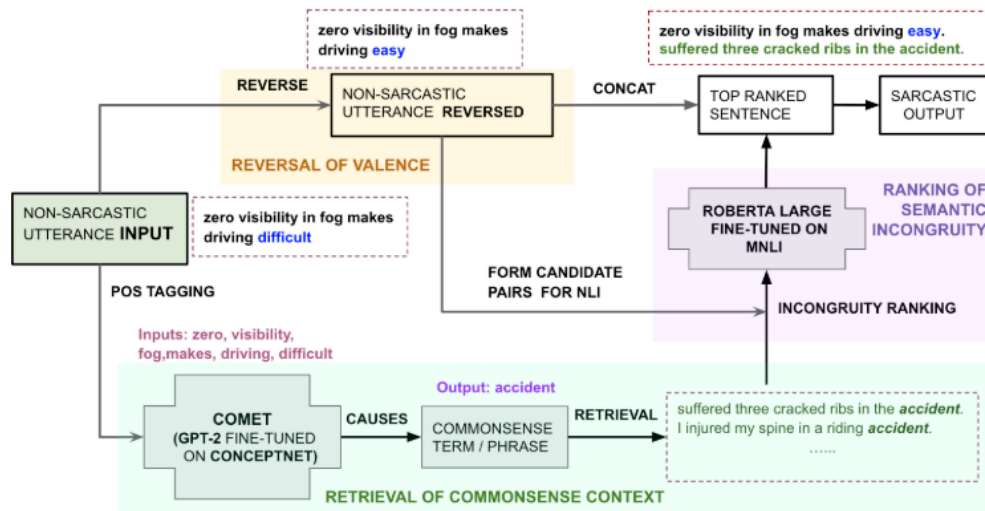 zero visibility in fog makes
driving easy
zero visibility in fog makes driving easy.
suffered three cracked ribs in the accident.
REVERSE
NON-SARCASTIC
UTTERANCE REVERSED
CONCAT
TOP RANKED
SENTENCE
SARCASTIC
OUTPUT
REVERSAL OF VALENCE
NON-SARCASTIC
UTTERANCE INPUT
zero visibility in fog makes
driving difficult
RANKING OF
SEMANTIC
INCONGRUITY
ROBERTA LARGE
FINE-TUNED ON
MNLI
POS TAGGING
FORM CANDIDATE
PAIRS FOR NLI
INCONGRUITY RANKING
Inputs: zero, visibility,
fog,makes, driving, difficult
Output: accident
COMET
(GPT-2 FINE-TUNED
ON CONCEPTNET)
CAUSES
COMMONSENSE
TERM / PHRASE
RETRIEVAL
suffered three cracked ribs in the accident.
I injured my spine in a riding accident.
......
RETRIEVAL OF COMMONSENSE CONTEXT